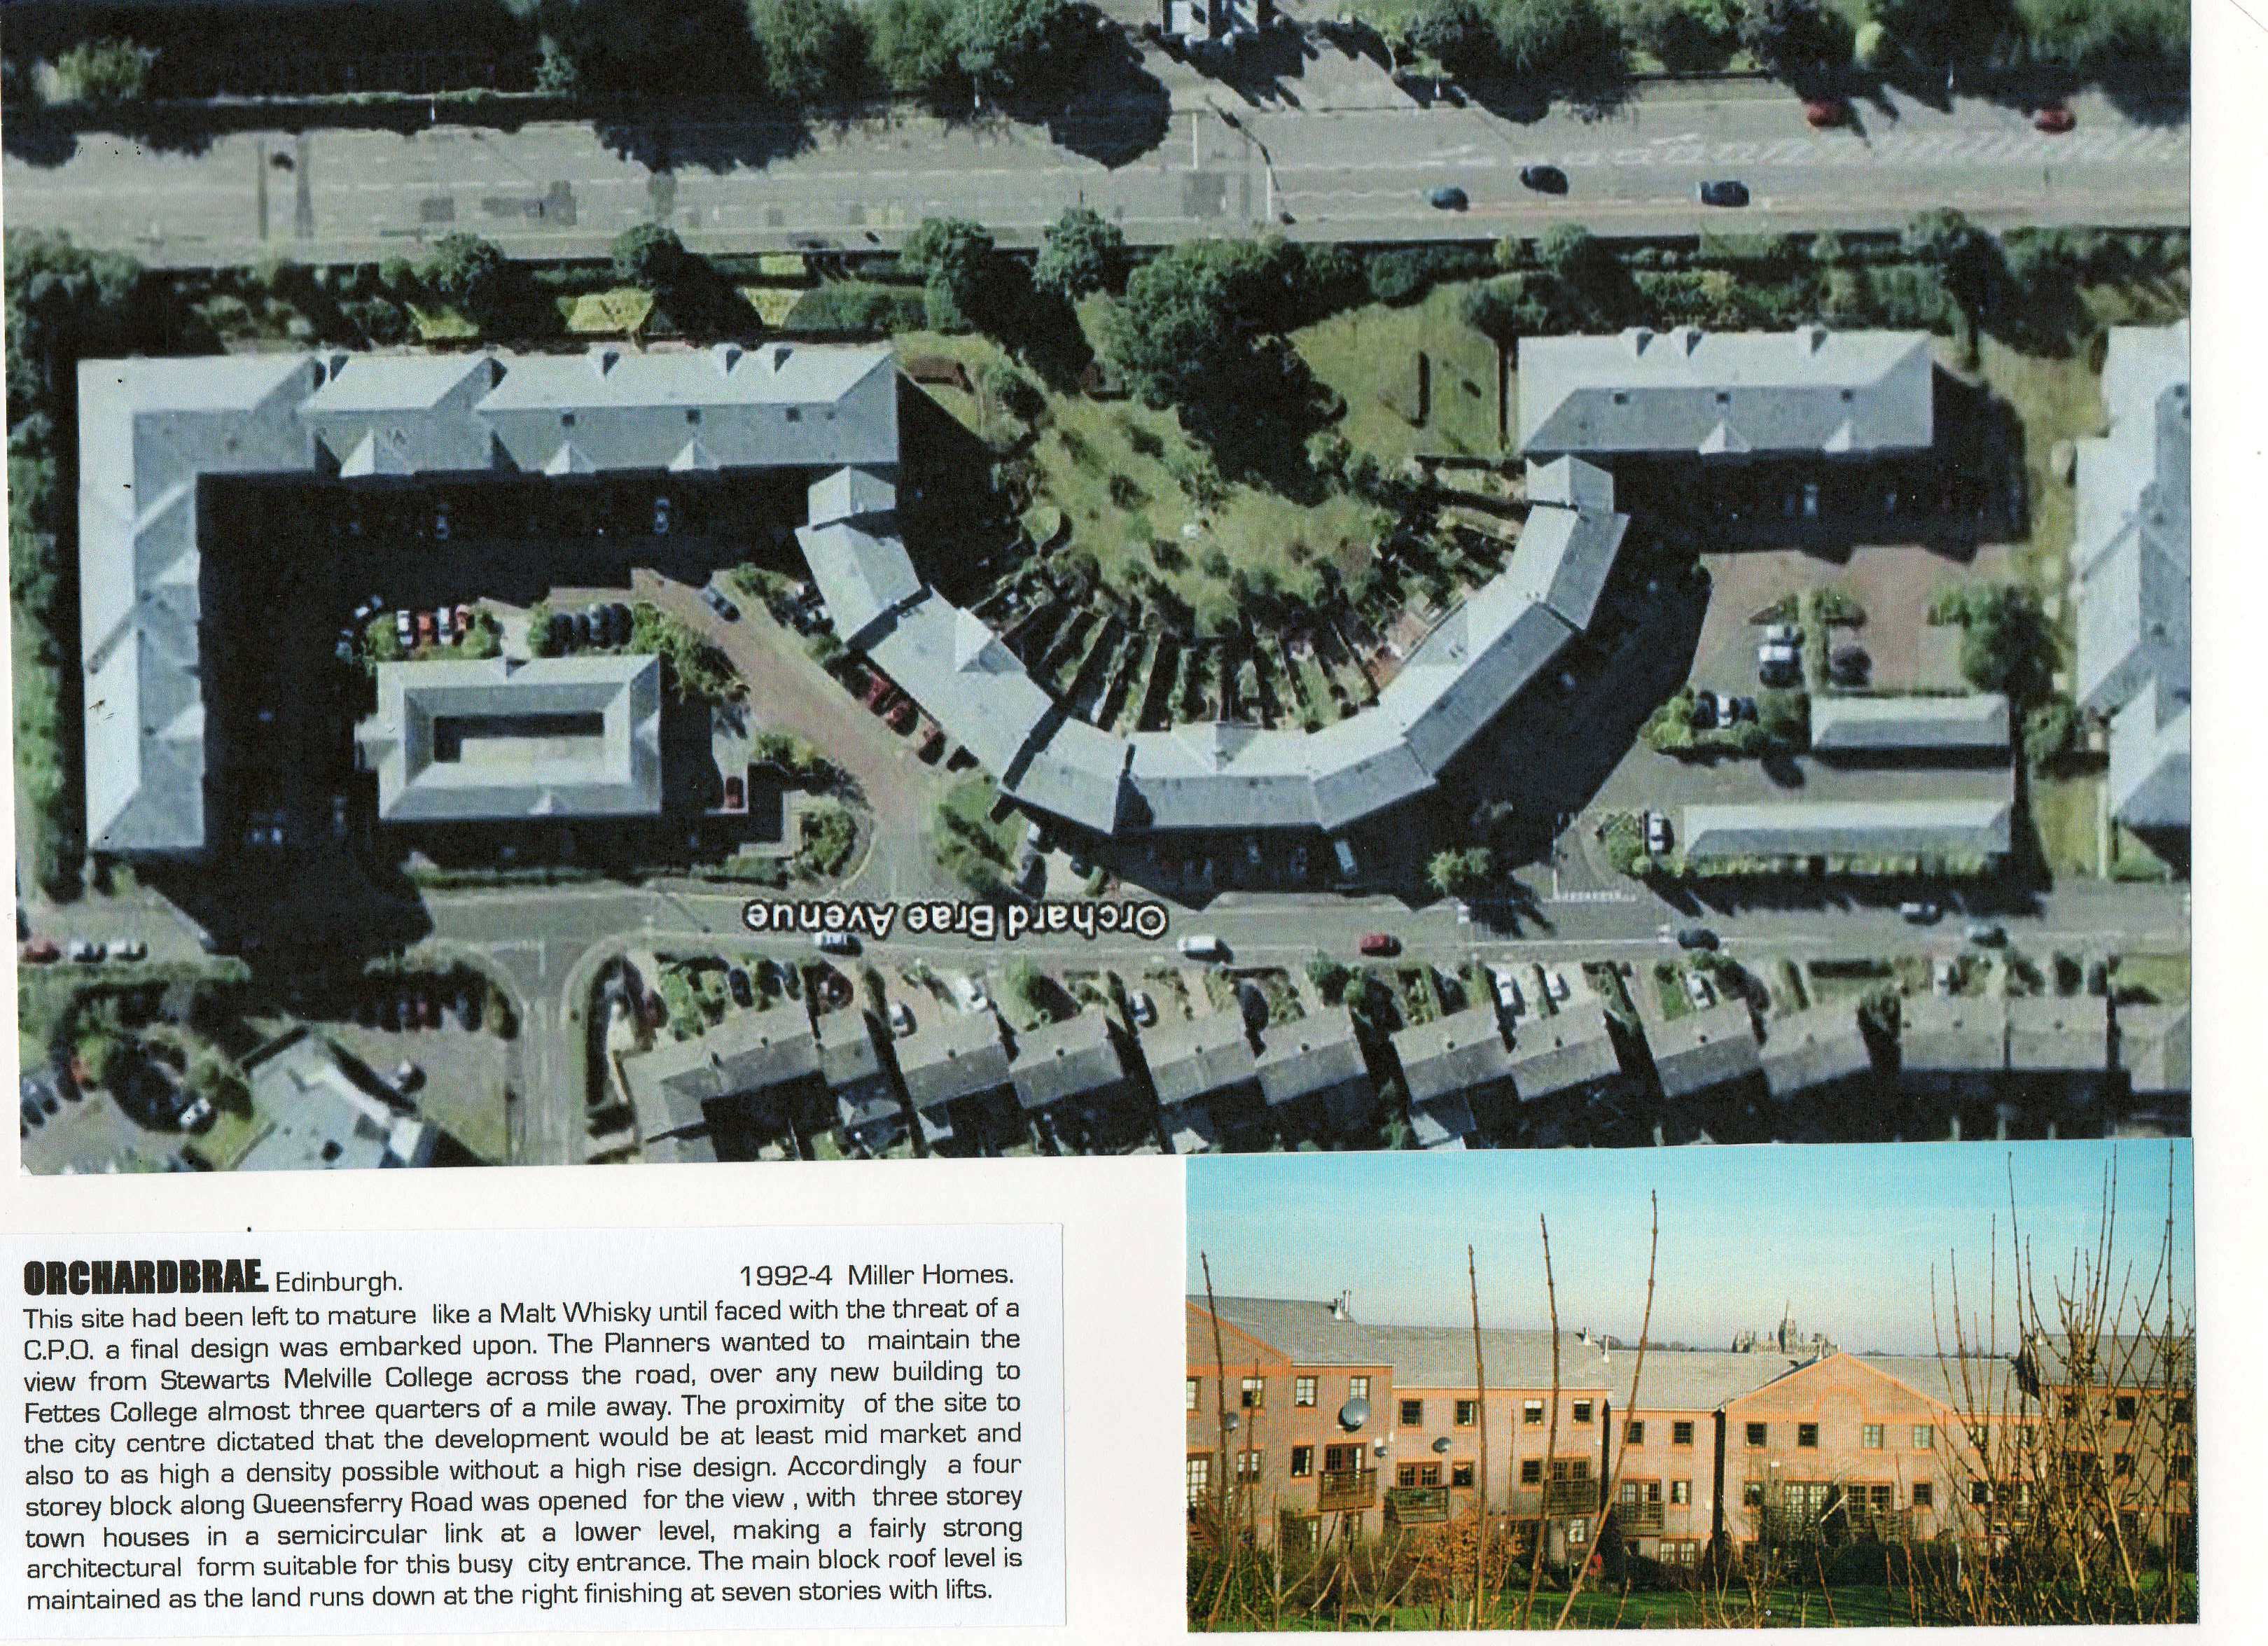 Orchard Brae Avenue
ORCHARDBRAE Edinburgh. 1992-4 Miller Homes.
This site had been left to mature like a Malt Whisky until faced with the threat of a
C.P.O. a final design was embarked upon. The Planners wanted to maintain the
view from Stewarts Melville College across the road, over any new building to
Fettes College almost three quarters of a mile away. The proximity of the site to
the city centre dictated that the development would be at least mid market and
also to as high a density possible without a high rise design. Accordingly a four
storey block along Queensferry Road was opened for the view , with three storey
town houses in a semicircular link at a lower level, making a fairly strong
architectural form suitable for this busy city entrance. The main block roof level is
maintained as the land runs down at the right finishing at seven stories with lifts.